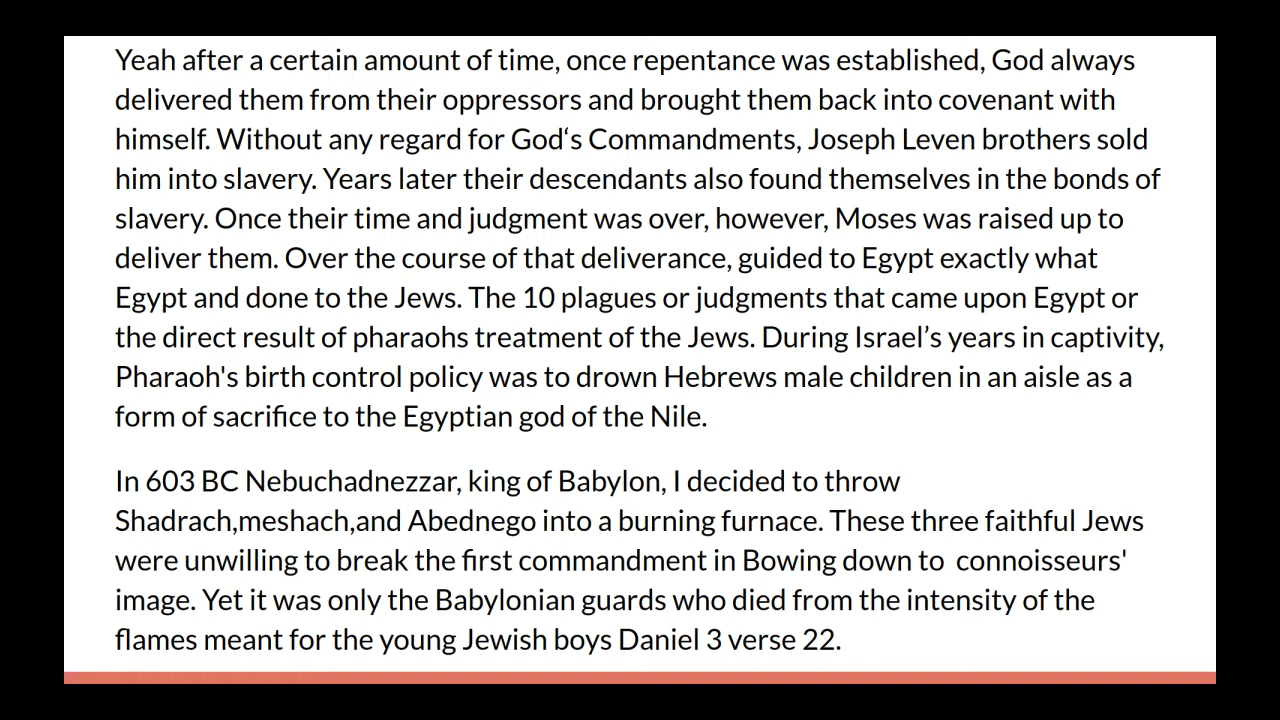 Yeah after a certain amount of time, once repentance was established, God always
delivered them from their oppressors and brought them back into covenant with
himself. Without any regard for God‘s Commandments, Joseph Leven brothers sold
him into slavery. Years later their descendants also found themselves in the bonds of
slavery. Once their time and judgment was over, however, Moses was raised up to
deliver them. Over the course of that deliverance, guided to Egypt exactly what
Egypt and done to the Jews. The 10 plagues or judgments that came upon Egypt or
the direct result of pharaohs treatment of the Jews. During Israel’s years in captivity,
Pharaoh's birth control policy was to drown Hebrews male children in an aisle as a
form of sacrifice to the Egyptian god of the Nile.
In 603 BC Nebuchadnezzar, king of Babylon, I decided to throw
Shadrach,meshach,and Abednego into a burning furnace. These three faithful Jews
were unwilling to break the first commandment in Bowing down to  connoisseurs'
image. Yet it was only the Babylonian guards who died from the intensity of the
flames meant for the young Jewish boys Daniel 3 verse 22.